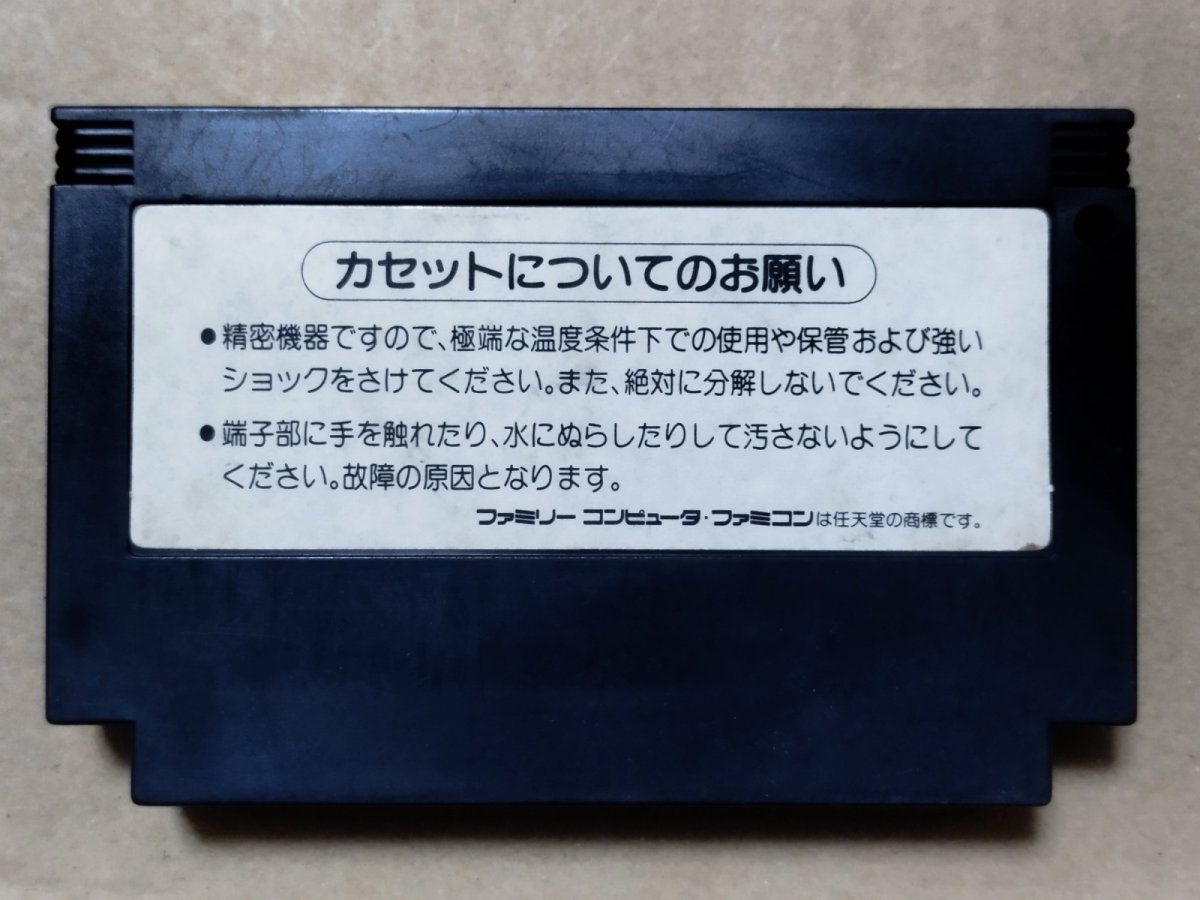 カセットについてのお願い
●精密機器ですので、極端な温度条件下での使用や保管および強い
ショックをさけてください。また、絶対に分解しないでください。
●端子部に手を触れたり、水にぬらしたりして汚さないようにして
ください。故障の原因となります。
ファミリーコンピュータ・ファミコンは任天堂の商標です。